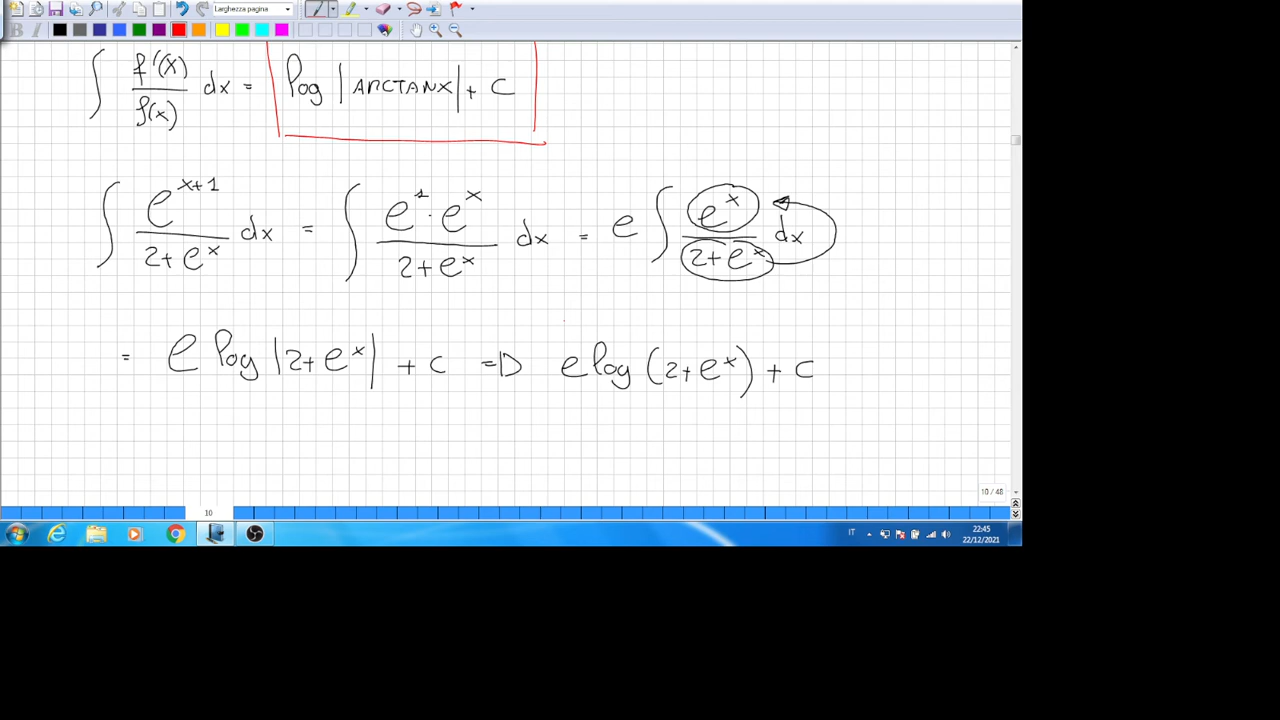 Larghezza pagina
∫ f'(x)/f(x) dx = log |ARCTANX| + C
∫ e^(x+1)/(2+e^x) dx = ∫ (e^1 · e^x)/(2+e^x) dx = e ∫ e^x/(2+e^x) dx
= e log |2+e^x| + c => e log (2+e^x) + c
10 / 48
10
IT
22:45
22/12/2021